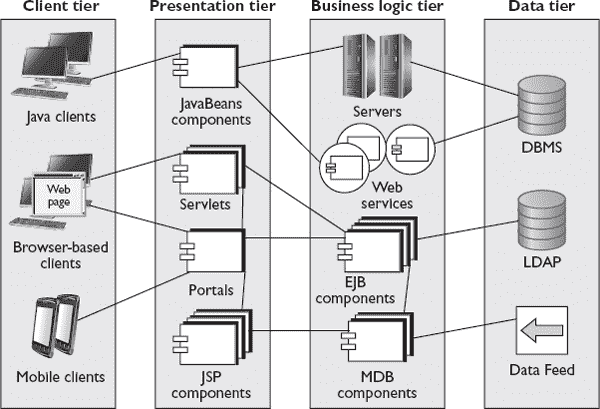 Client tier
Presentation tier
Business logic tier
Data tier
Java clients
JavaBeans
components
Servers
DBMS
Web
page
Browser-based
clients
Servlets
Web
services
Portals
EJB
components
LDAP
Mobile clients
JSP
components
MDB
components
Data Feed